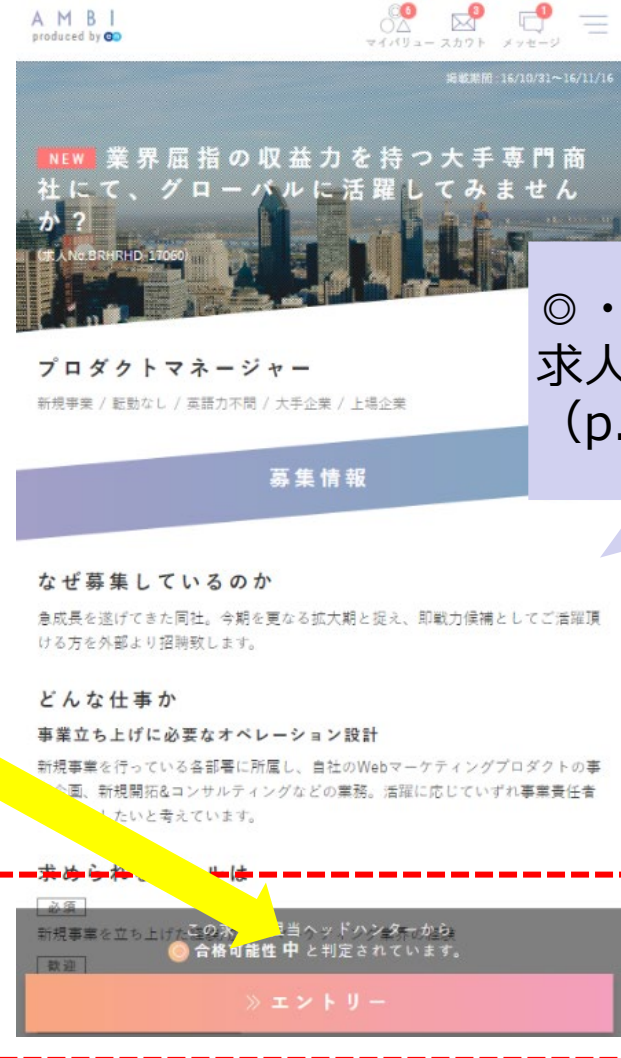 AMBI
produced by en
6
3
1
マイバリュー スカウト メッセージ
掲載期間:16/10/31～16/11/16
NEW 業界屈指の収益力を持つ大手専門商
社にて、グローバルに活躍してみません
か？
(求人No.BRHRHD-17060)
◎・
求人
（p.
プロダクトマネージャー
新規事業 / 転勤なし / 英語力不問 / 大手企業 / 上場企業
募集情報
なぜ募集しているのか
急成長を遂げてきた同社。今期を更なる拡大期と捉え、即戦力候補としてご活躍頂
ける方を外部より招聘致します。
どんな仕事か
事業立ち上げに必要なオペレーション設計
新規事業を行っている各部署に所属し、自社のWebマーケティングプロダクトの事
企画、新規開拓&コンサルティングなどの業務。活躍に応じていずれ事業責任者
したいと考えています。
求められ は
必須
新規事業を立ち上げた 業界の経験
この求 担当ヘッドハンターから
◎ 合格可能性 中 と判定されています。
歓迎
≫ エントリー